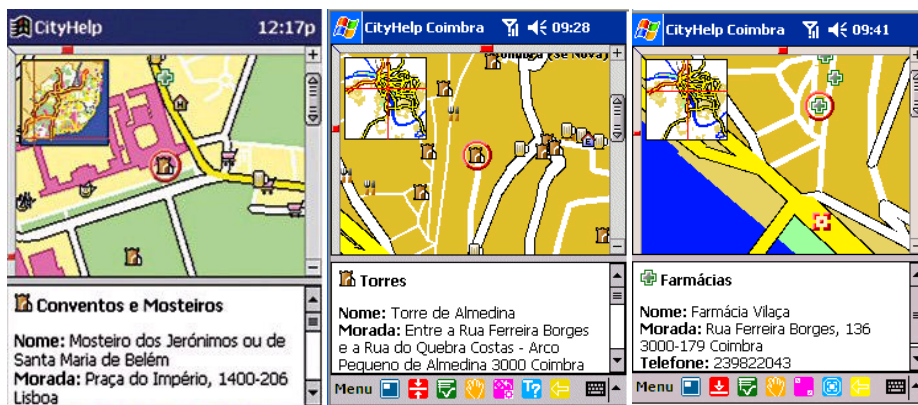 CityHelp 12:17p
Conventos e Mosteiros
Nome: Mosteiro dos Jerónimos ou de
Santa Maria de Belém
Morada: Praça do Império, 1400-206
Lisboa
CityHelp Coimbra 09:28
(Sé Nova)
Torres
Nome: Torre de Almedina
Morada: Entre a Rua Ferreira Borges
e a Rua do Quebra Costas - Arco
Pequeno de Almedina 3000 Coimbra
Menu
CityHelp Coimbra 09:41
Farmácias
Nome: Farmácia Vilaça
Morada: Rua Ferreira Borges, 136
3000-179 Coimbra
Telefone: 239822043
Menu